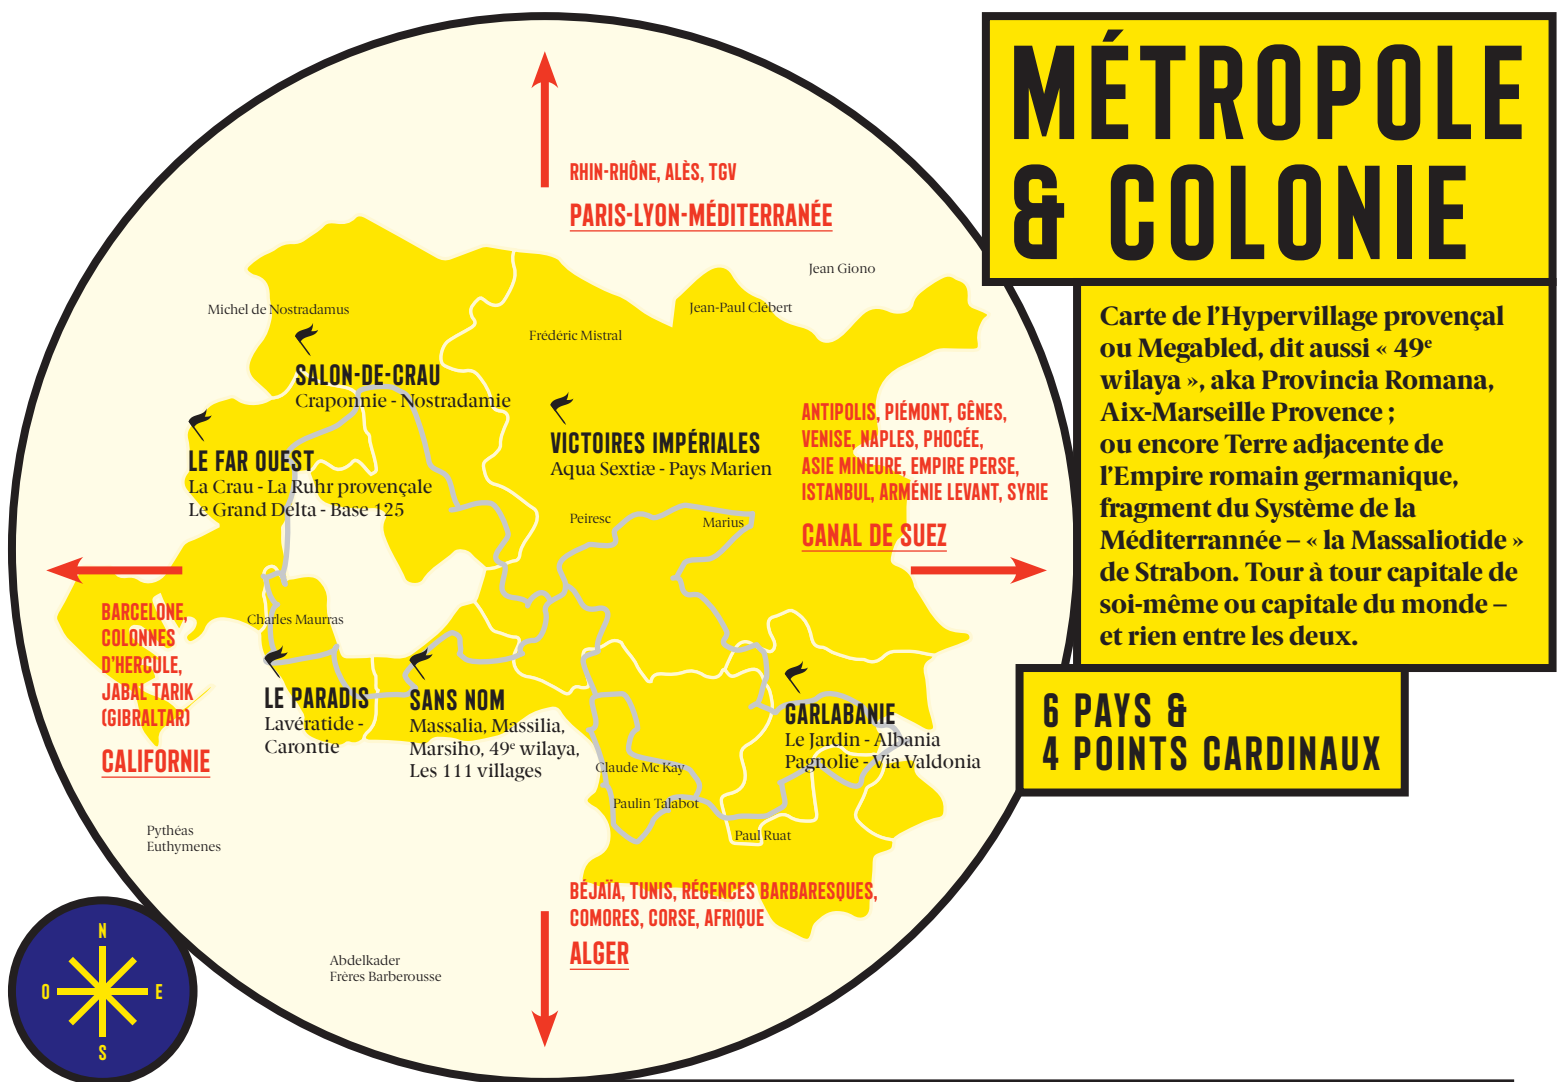 MÉTROPOLE
& COLONIE
Carte de l'Hypervillage provençal
ou Megabled, dit aussi « 49e
wilaya », aka Provincia Romana,
Aix-Marseille Provence ;
ou encore Terre adjacente de
l'Empire romain germanique,
fragment du Système de la
Méditerrannée – « la Massaliotide »
de Strabon. Tour à tour capitale de
soi-même ou capitale du monde –
et rien entre les deux.
6 PAYS &
4 POINTS CARDINAUX
RHIN-RHÔNE, ALÈS, TGV
PARIS-LYON-MÉDITERRANÉE
Jean Giono
Michel de Nostradamus
Jean-Paul Clébert
Frédéric Mistral
SALON-DE-CRAU
Craponnie - Nostradamie
LE FAR OUEST
La Crau - La Ruhr provençale
Le Grand Delta - Base 125
VICTOIRES IMPÉRIALES
Aqua Sextiæ - Pays Marien
ANTIPOLIS, PIÉMONT, GÊNES,
VENISE, NAPLES, PHOCÉE,
ASIE MINEURE, EMPIRE PERSE,
ISTANBUL, ARMÉNIE LEVANT, SYRIE
CANAL DE SUEZ
Peiresc
Marius
BARCELONE,
COLONNES
D'HERCULE,
JABAL TARIK
(GIBRALTAR)
CALIFORNIE
Charles Maurras
LE PARADIS
Lavératide -
Carontie
SANS NOM
Massalia, Massilia,
Marsiho, 49e wilaya,
Les 111 villages
GARLABANIE
Le Jardin - Albania
Pagnolie - Via Valdonia
Claude Mc Kay
Paulin Talabot
Paul Ruat
Pythéas
Euthymenes
BÉJAÏA, TUNIS, RÉGENCES BARBARESQUES,
COMORES, CORSE, AFRIQUE
ALGER
Abdelkader
Frères Barberousse
N
O
E
S